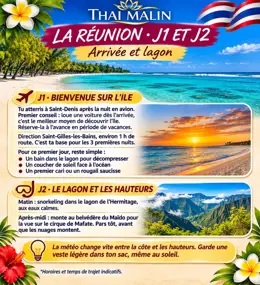 THAI MALIN
LA RÉUNION · J1 ET J2
Arrivée et lagon
J1 - BIENVENUE SUR L'ILE
Tu atterris à Saint-Denis après la nuit en avion.
Premier conseil : loue une voiture dès l'arrivée,
c'est le meilleur moyen de découvrir l'île.
Réserve-la à l'avance en période de vacances.
Direction Saint-Gilles-les-Bains, environ 1 h de
route. C'est ta base pour les 3 premières nuits.
Pour ce premier jour, reste simple :
• Un bain dans le lagon pour décompresser
• Un coucher de soleil face à l'océan
• Un premier cari ou un rougail saucisse
J2 - LE LAGON ET LES HAUTEURS
Matin : snorkeling dans le lagon de l'Hermitage,
aux eaux calmes.
Après-midi : monte au belvédère du Maïdo pour
la vue sur le cirque de Mafate. Pars tôt, avant
que les nuages montent.
La météo change vite entre la côte et les hauteurs. Garde une
veste légère dans ton sac, même au soleil.
*Horaires et temps de trajet indicatifs.